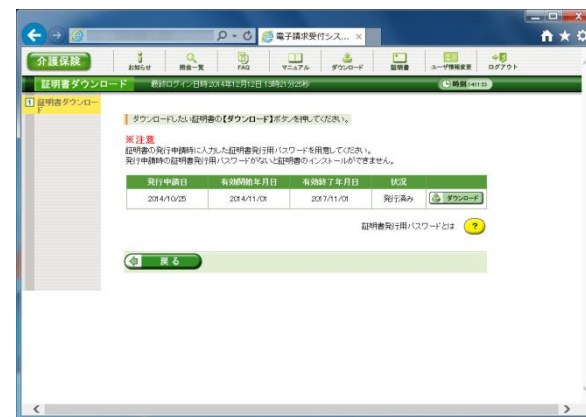 電子請求受付シス... ×
介護保険
お知らせ 照会一覧 FAQ マニュアル ダウンロード 証明書 ユーザ情報変更 ログアウト
証明書ダウンロード 最終ログイン日時 2014年12月12日 13時21分25秒 時刻
1 証明書ダウンロー
ド
ダウンロードしたい証明書の【ダウンロード】ボタンを押してください。
※注意
証明書の発行申請時に入力した証明書発行用パスワードを用意してください。
発行申請時の証明書発行用パスワードがないと証明書のインストールができません。
発行申請日 有効開始年月日 有効終了年月日 状況
2014/10/25 2014/11/01 2017/11/01 発行済み ダウンロード
証明書発行用パスワードとは ?
戻る